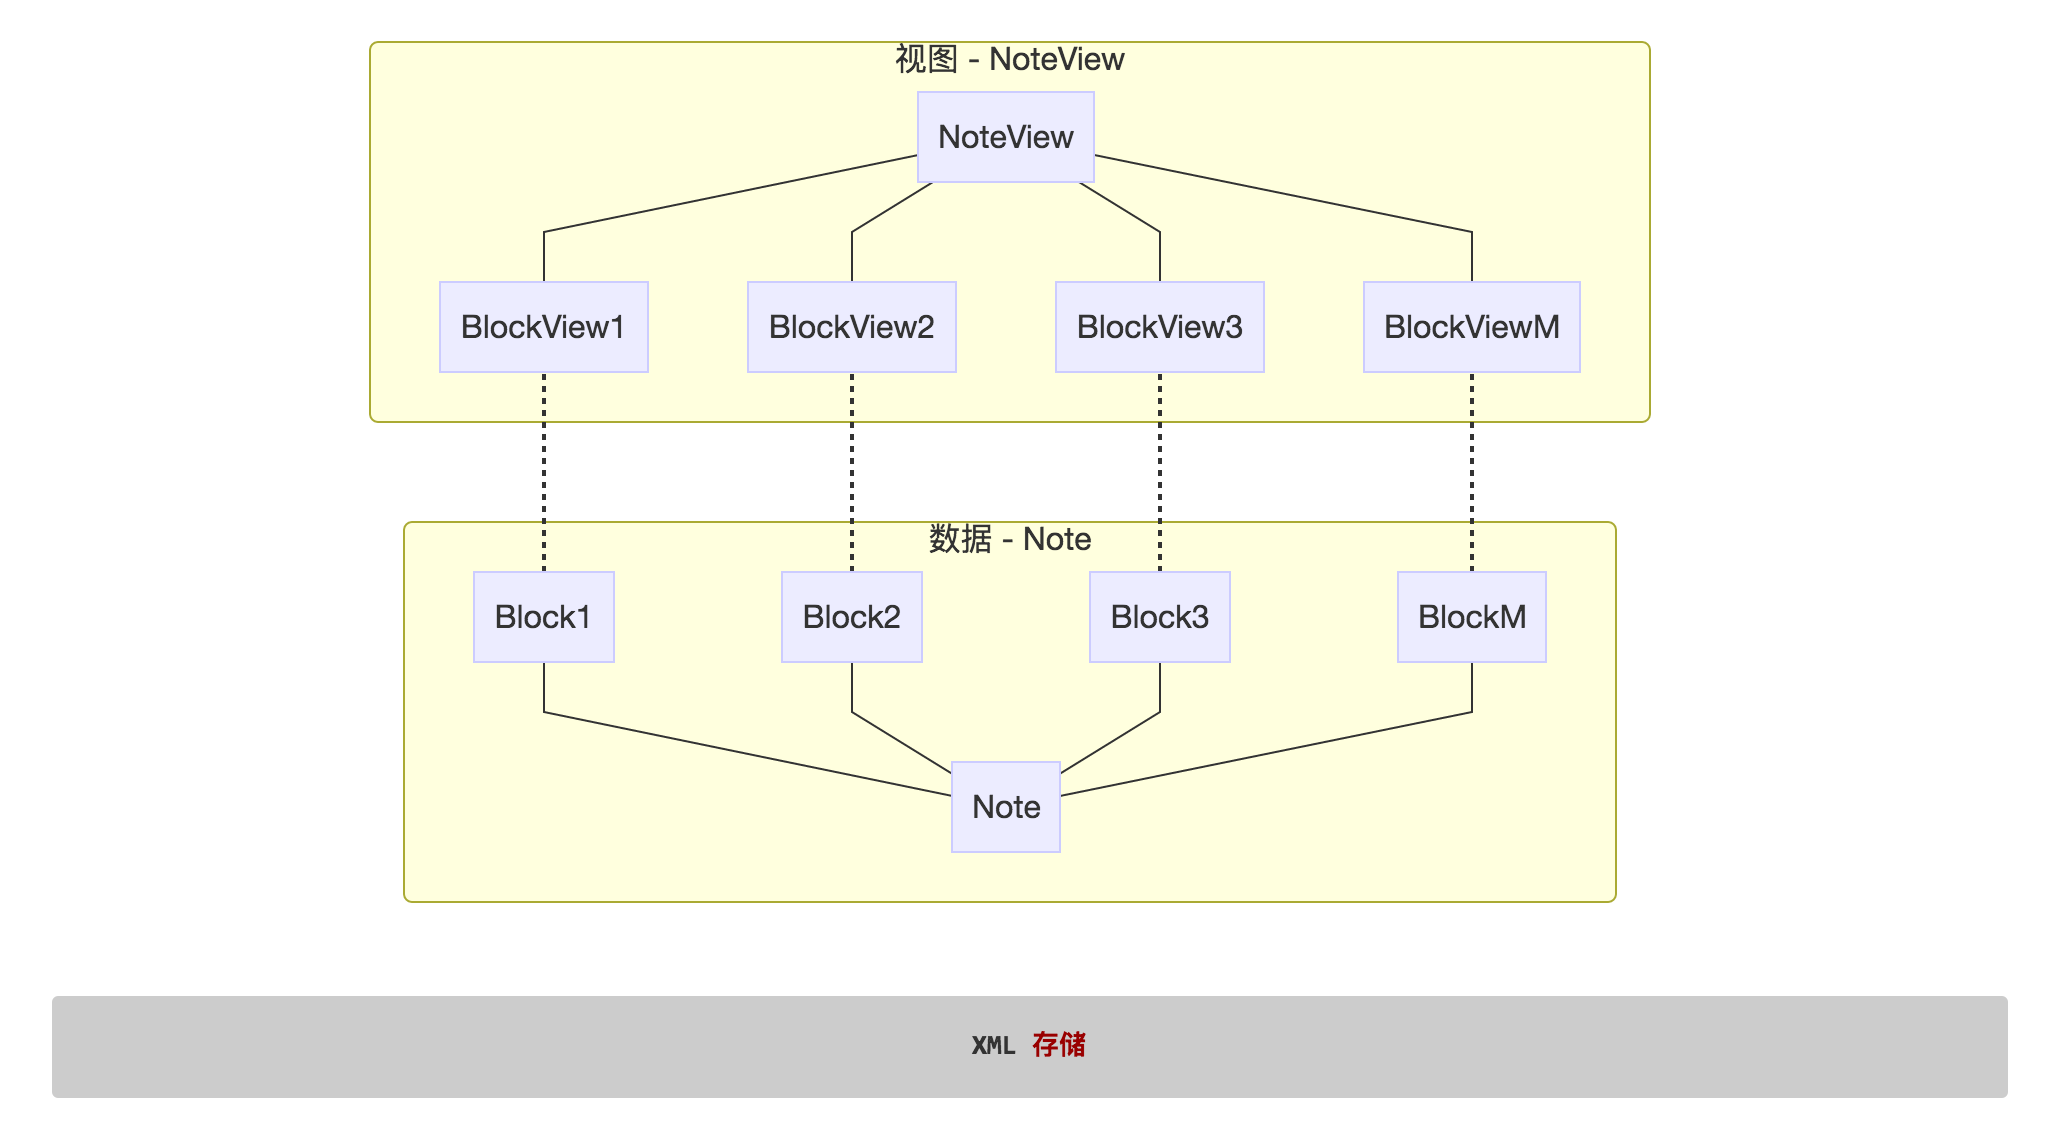 视图 - NoteView
NoteView
BlockView1 BlockView2 BlockView3 BlockViewM
数据 - Note
Block1 Block2 Block3 BlockM
Note
XML 存储